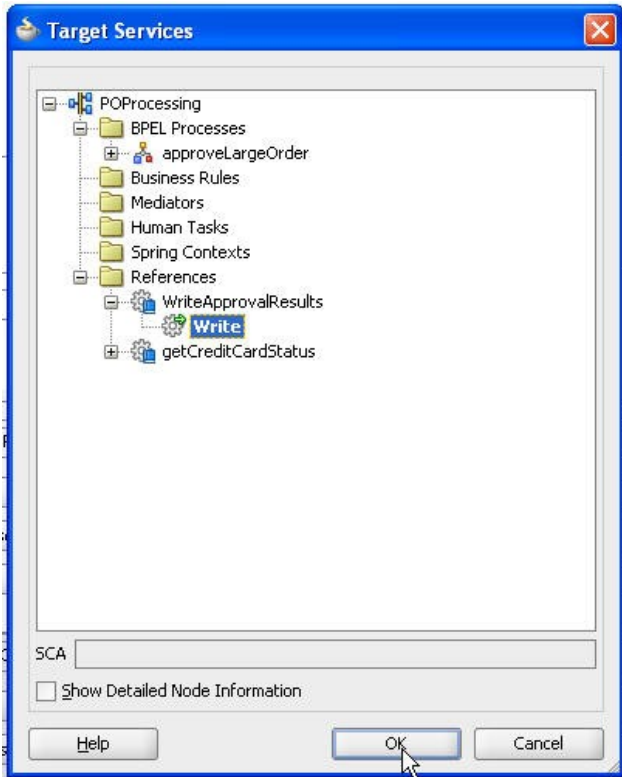 Target Services
POProcessing
BPEL Processes
approveLargeOrder
Business Rules
Mediators
Human Tasks
Spring Contexts
References
WriteApprovalResults
Write
getCreditCardStatus
SCA
Show Detailed Node Information
Help OK Cancel